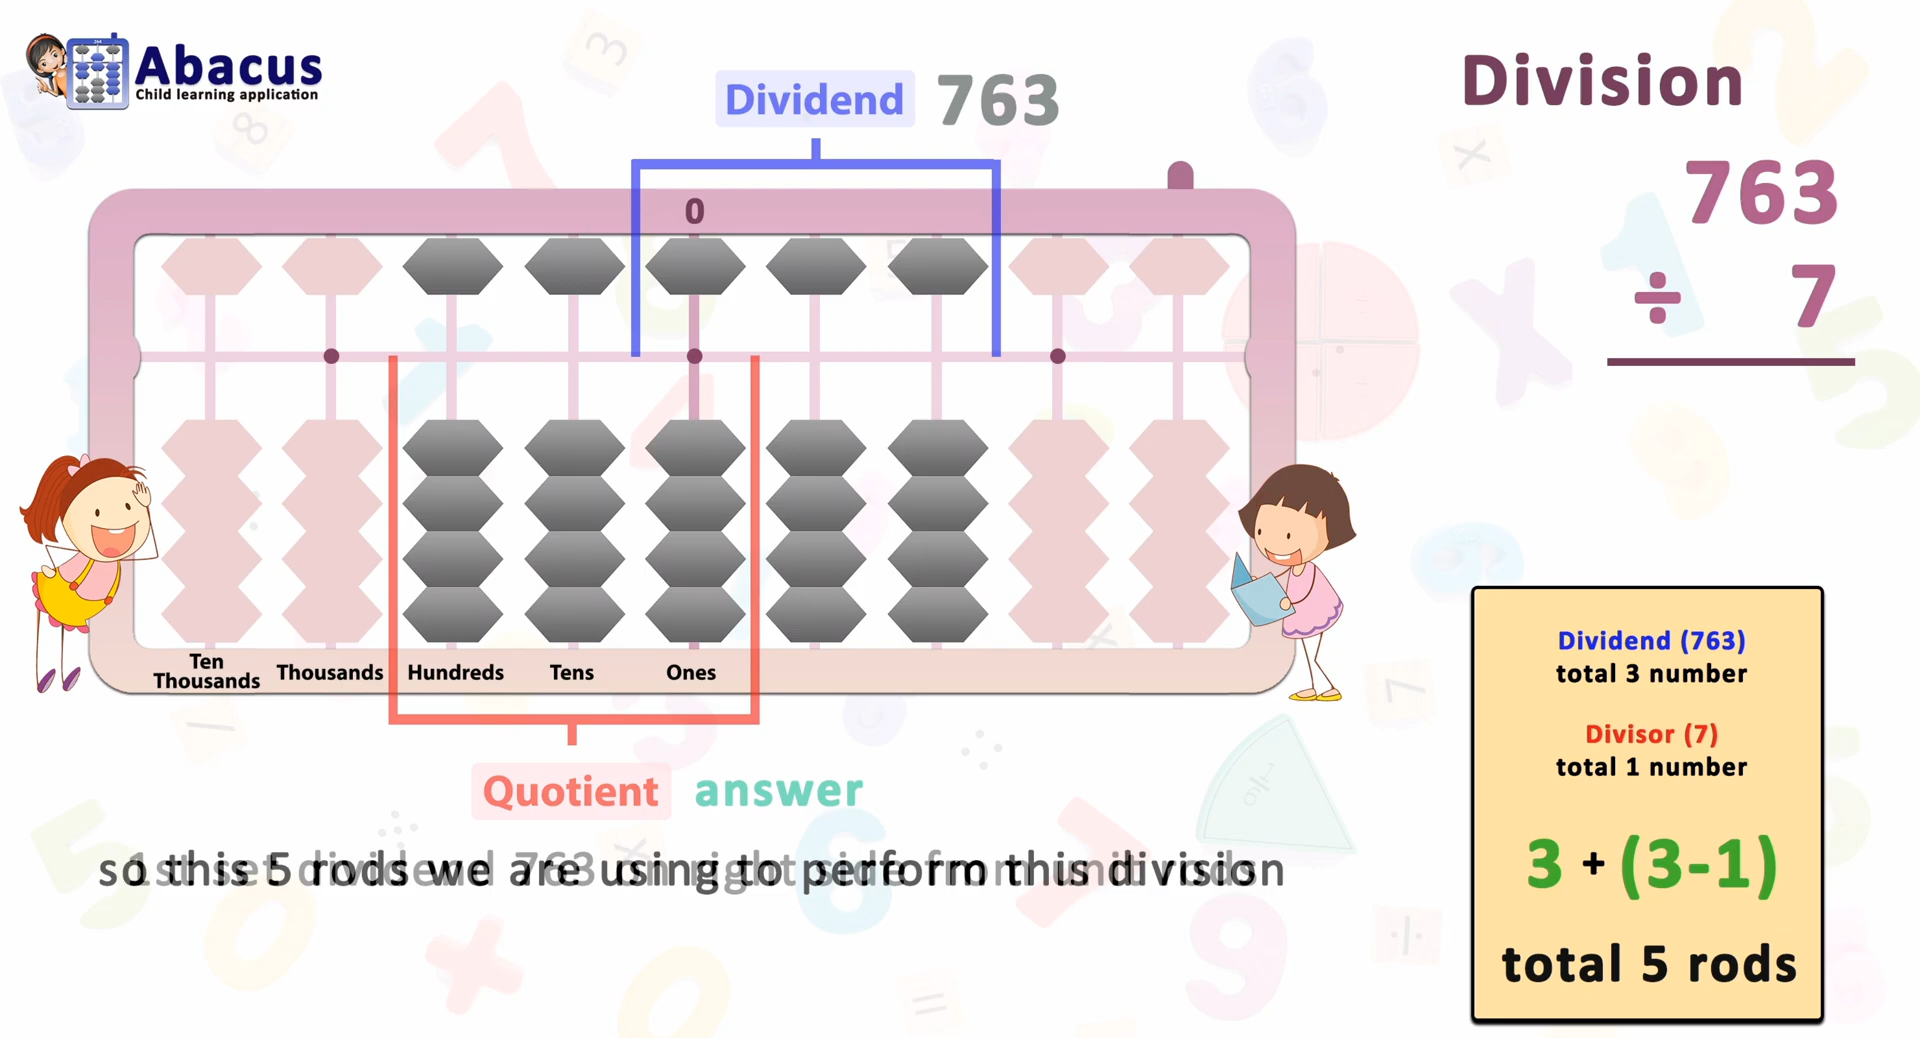 Abacus
Child learning application
Dividend 763
Division
763
÷ 7
0
Ten
Thousands
Thousands
Hundreds
Tens
Ones
Quotient answer
so this 5 rods we are using to perform this division
Dividend (763)
total 3 number
Divisor (7)
total 1 number
3 + (3-1)
total 5 rods